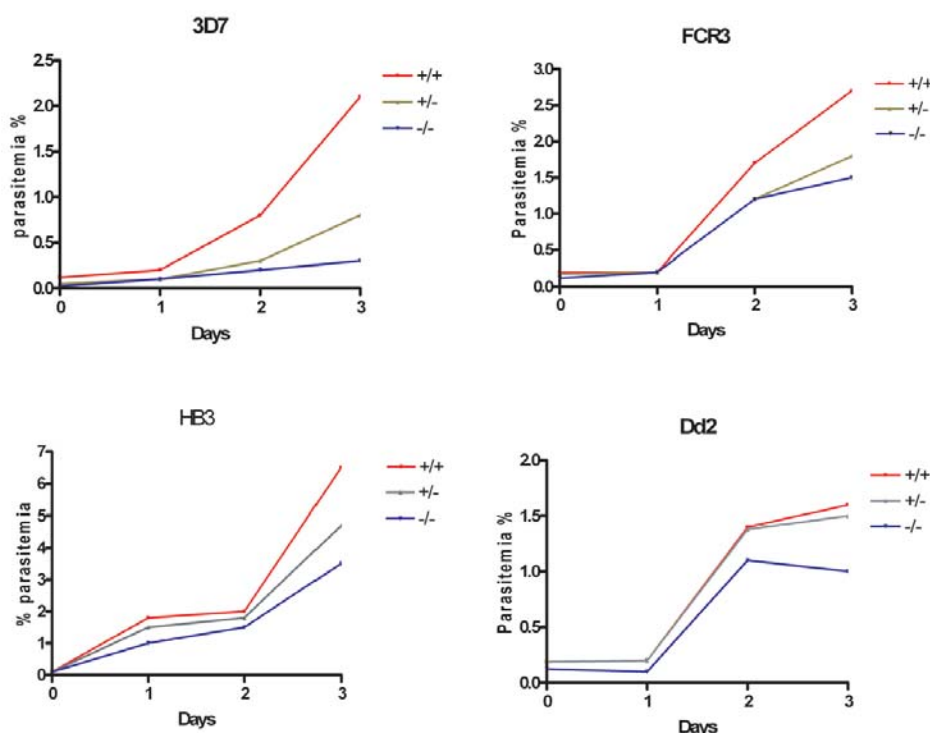 3D7
parasitemia %
2.5
2.0
1.5
1.0
0.5
0.0
0 1 2 3
Days
+/+
+/-
-/-
FCR3
Parasitemia %
3.0
2.5
2.0
1.5
1.0
0.5
0.0
0 1 2 3
Days
+/+
+/-
-/-
HB3
% parasitemia
7
6
5
4
3
2
1
0
0 1 2 3
Days
+/+
+/-
-/-
Dd2
Parasitemia %
2.0
1.5
1.0
0.5
0.0
0 1 2 3
Days
+/+
+/-
-/-